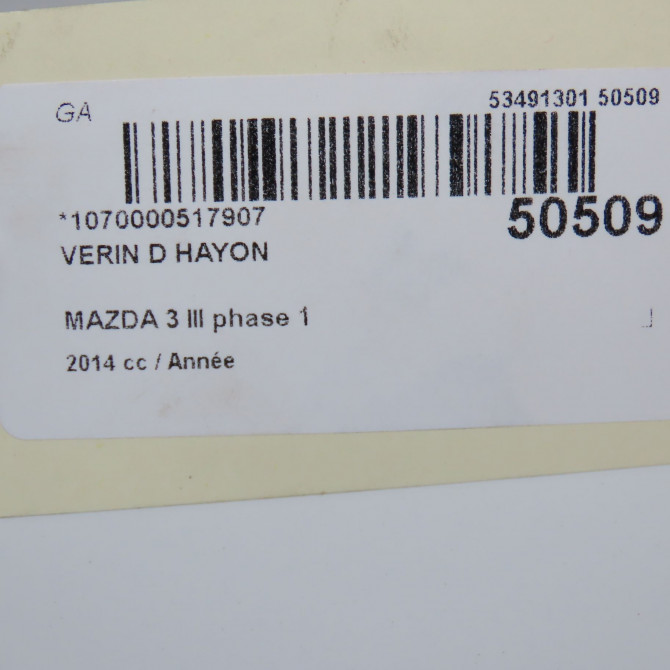 GA
53491301 50509
*1070000517907
50509
VERIN D HAYON
MAZDA 3 III phase 1
2014 cc / Année